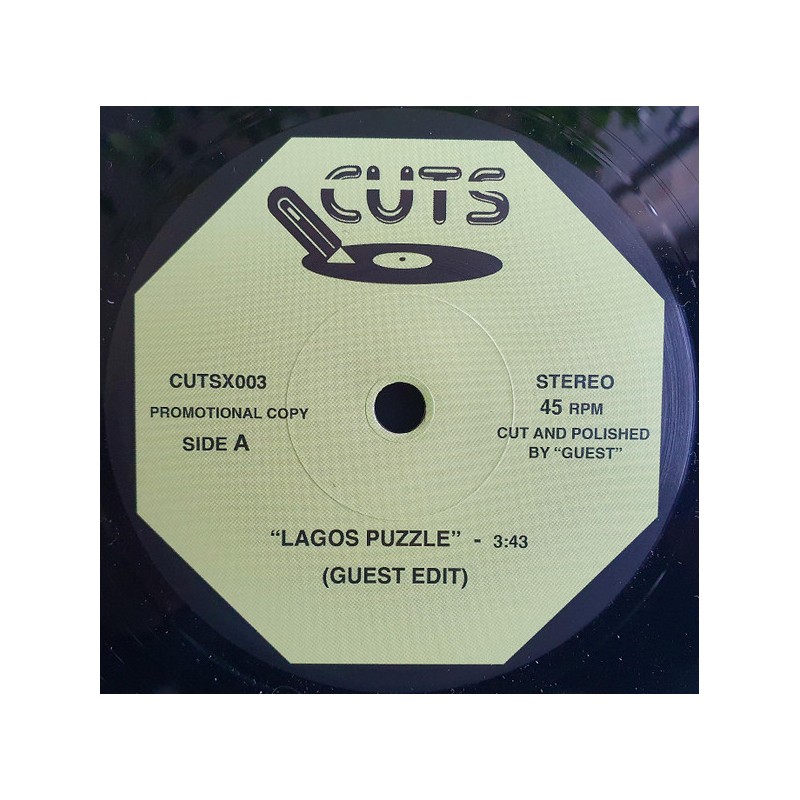 CUTS
CUTSX003
PROMOTIONAL COPY
SIDE A
STEREO
45 RPM
CUT AND POLISHED
BY “GUEST”
“LAGOS PUZZLE” - 3:43
(GUEST EDIT)